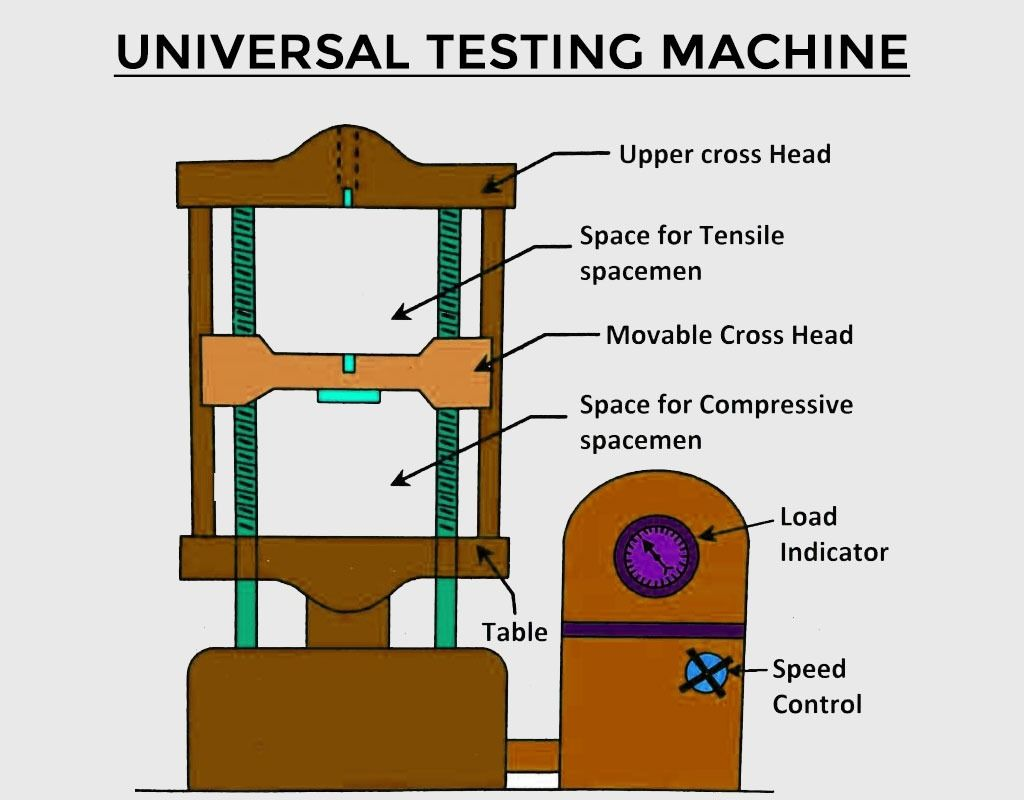 UNIVERSAL TESTING MACHINE
Upper cross Head
Space for Tensile
spacemen
Movable Cross Head
Space for Compressive
spacemen
Load
Indicator
Table
Speed
Control